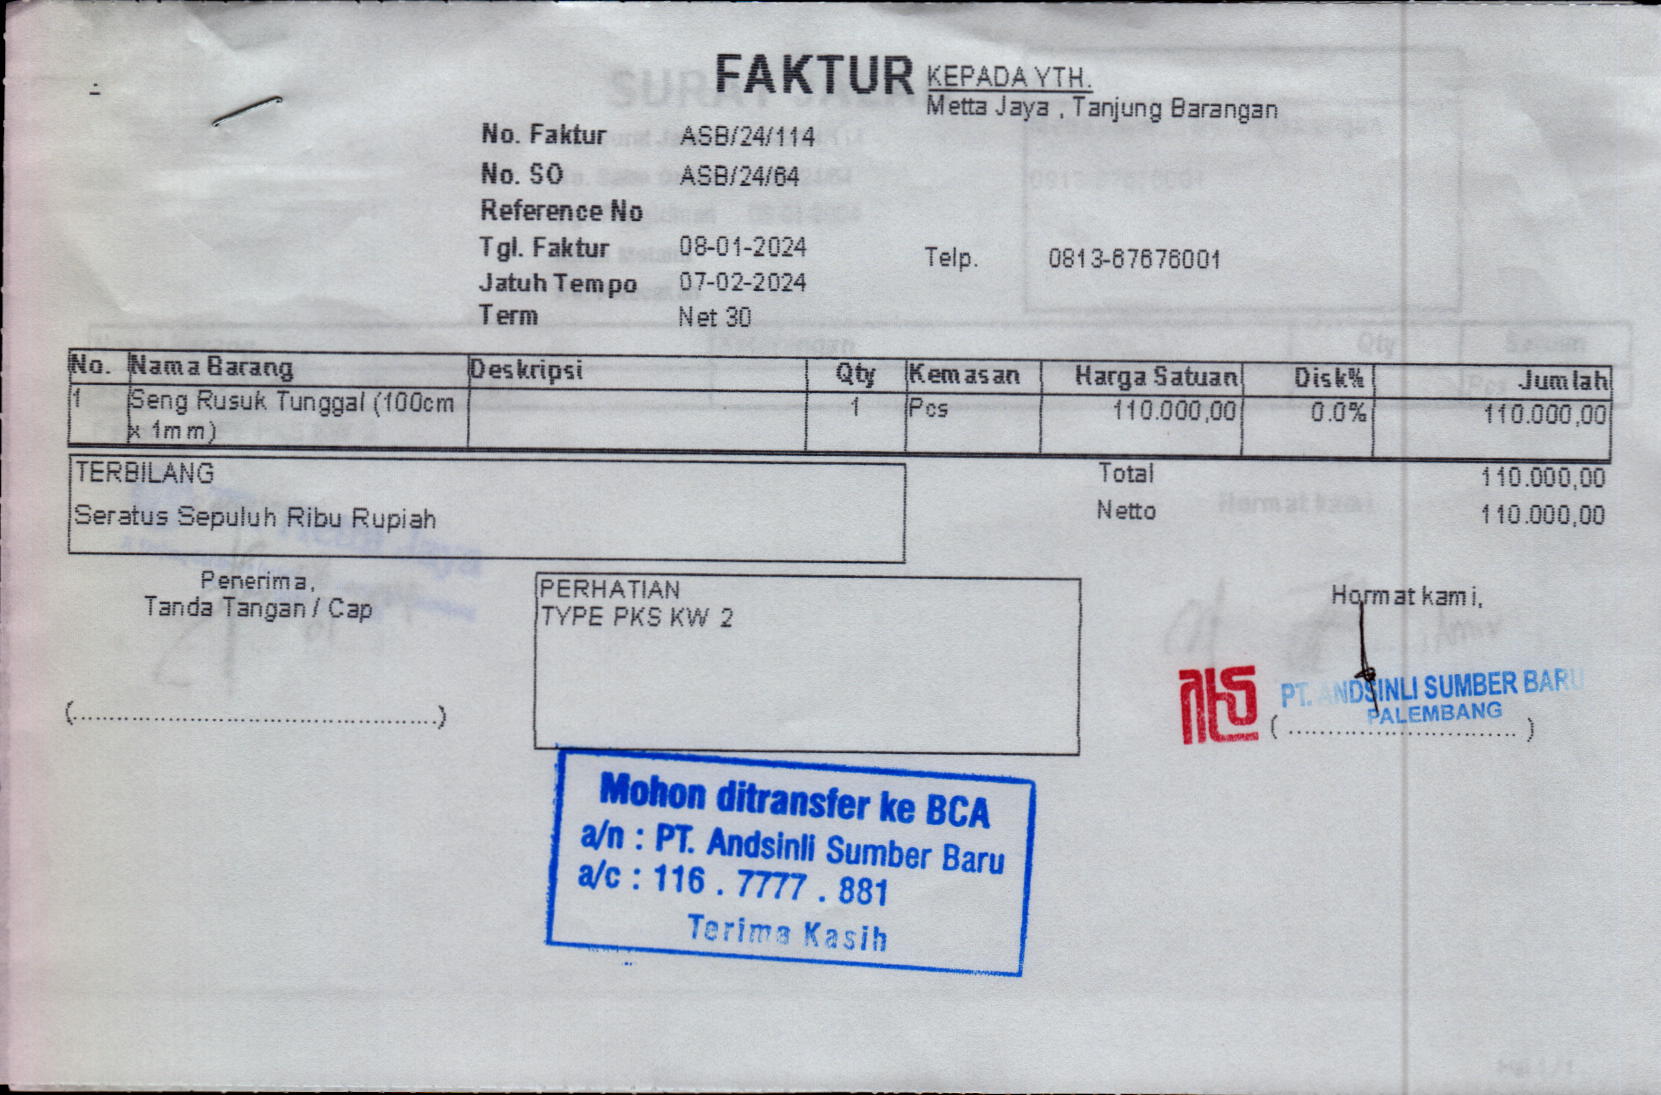 FAKTUR
KEPADA YTH.
Metta Jaya , Tanjung Barangan
No. Faktur ASB/24/114
No. SO ASB/24/64
Reference No
Tgl. Faktur 08-01-2024
Telp. 0813-67676001
Jatuh Tempo 07-02-2024
Term Net 30
No. Nama Barang Deskripsi Qty Kemasan Harga Satuan Disk% Jumlah
1 Seng Rusuk Tunggal (100cm 1 Pcs 110.000,00 0.0% 110.000,00
x 1mm)
TERBILANG
Seratus Sepuluh Ribu Rupiah
Total 110.000,00
Netto 110.000,00
Penerima,
Tanda Tangan / Cap
(..........................................)
PERHATIAN
TYPE PKS KW 2
Hormat kami,
PT. ANDSINLI SUMBER BARU
PALEMBANG
( ............................ )
Mohon ditransfer ke BCA
a/n : PT. Andsinli Sumber Baru
a/c : 116 . 7777 . 881
Terima Kasih